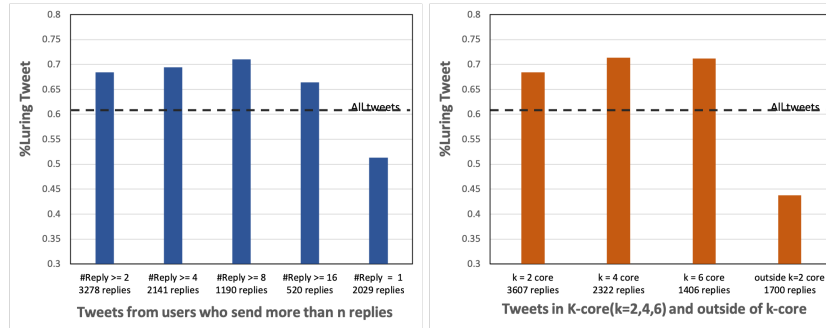 0.8
0.75
0.7
0.65
0.6
0.55
0.5
0.45
0.4
0.35
0.3
%Luring Tweet
All tweets
#Reply >= 2 #Reply >= 4 #Reply >= 8 #Reply >= 16 #Reply = 1
3278 replies 2141 replies 1190 replies 520 replies 2029 replies
Tweets from users who send more than n replies
0.8
0.75
0.7
0.65
0.6
0.55
0.5
0.45
0.4
0.35
0.3
%Luring Tweet
All tweets
k = 2 core k = 4 core k = 6 core outside k=2 core
3607 replies 2322 replies 1406 replies 1700 replies
Tweets in K-core(k=2,4,6) and outside of k-core